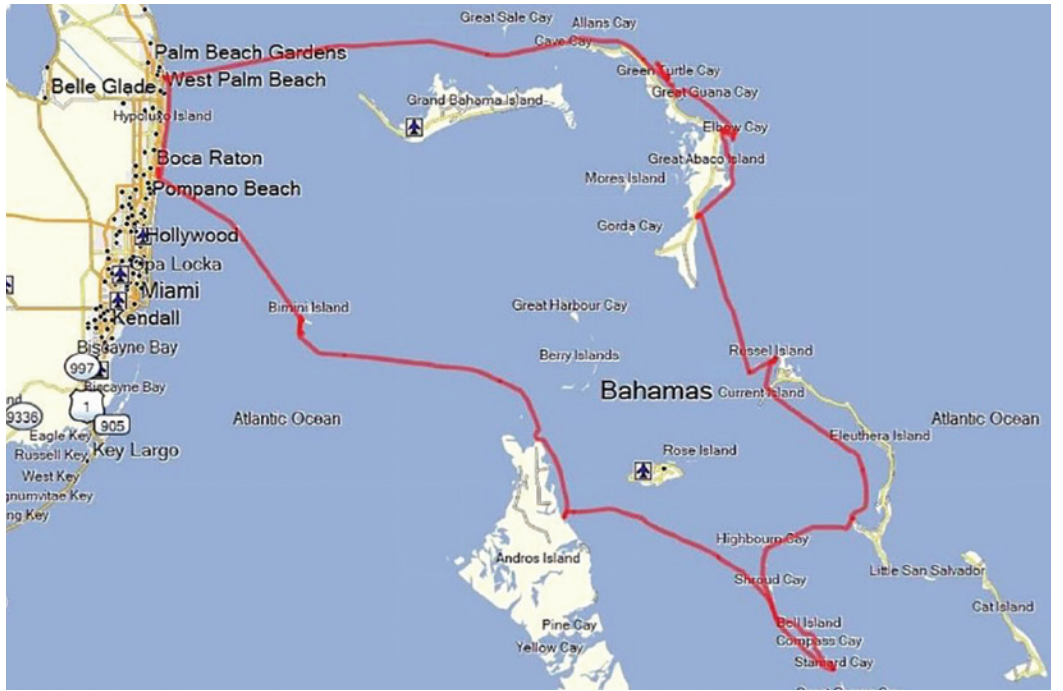 Great Sale Cay
Allans Cay
Cave Cay
Palm Beach Gardens
West Palm Beach
Belle Glade
Green Turtle Cay
Great Guana Cay
Grand Bahama Island
Hypoluxo Island
Elbow Cay
Boca Raton
Great Abaco Island
Mores Island
Pompano Beach
Gorda Cay
Hollywood
Opa Locka
Miami
Bimini Island
Great Harbour Cay
Kendall
Biscayne Bay
Berry Islands
Russel Island
997
Biscayne Bay
Bahamas
Current Island
1
9336
905
Atlantic Ocean
Atlantic Ocean
Eagle Key
Eleuthera Island
Russell Key
Key Largo
Rose Island
West Key
gnumvitae Key
ng Key
Highbourn Cay
Andros Island
Little San Salvador
Shroud Cay
Cat Island
Pine Cay
Bell Island
Compass Cay
Yellow Cay
Staniard Cay